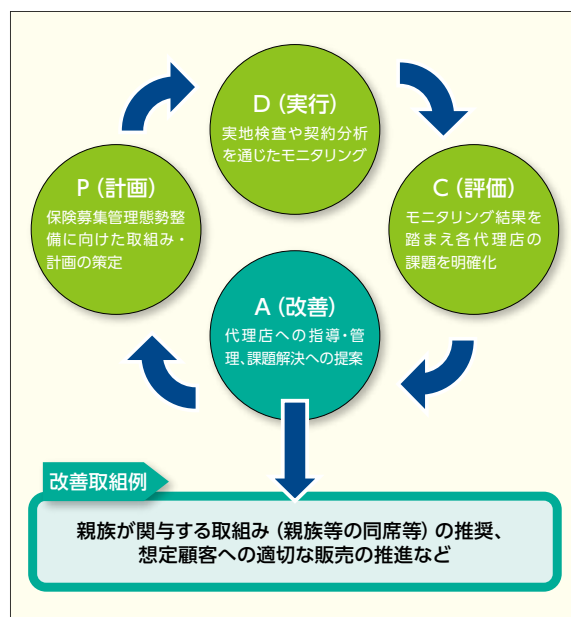 D（実行）
実地検査や契約分析
を通じたモニタリング
P（計画）
保険募集管理態勢整
備に向けた取組み・
計画の策定
C（評価）
モニタリング結果を
踏まえ各代理店の
課題を明確化
A（改善）
代理店への指導・管
理、課題解決への提案
改善取組例
親族が関与する取組み（親族等の同席等）の推奨、
想定顧客への適切な販売の推進など